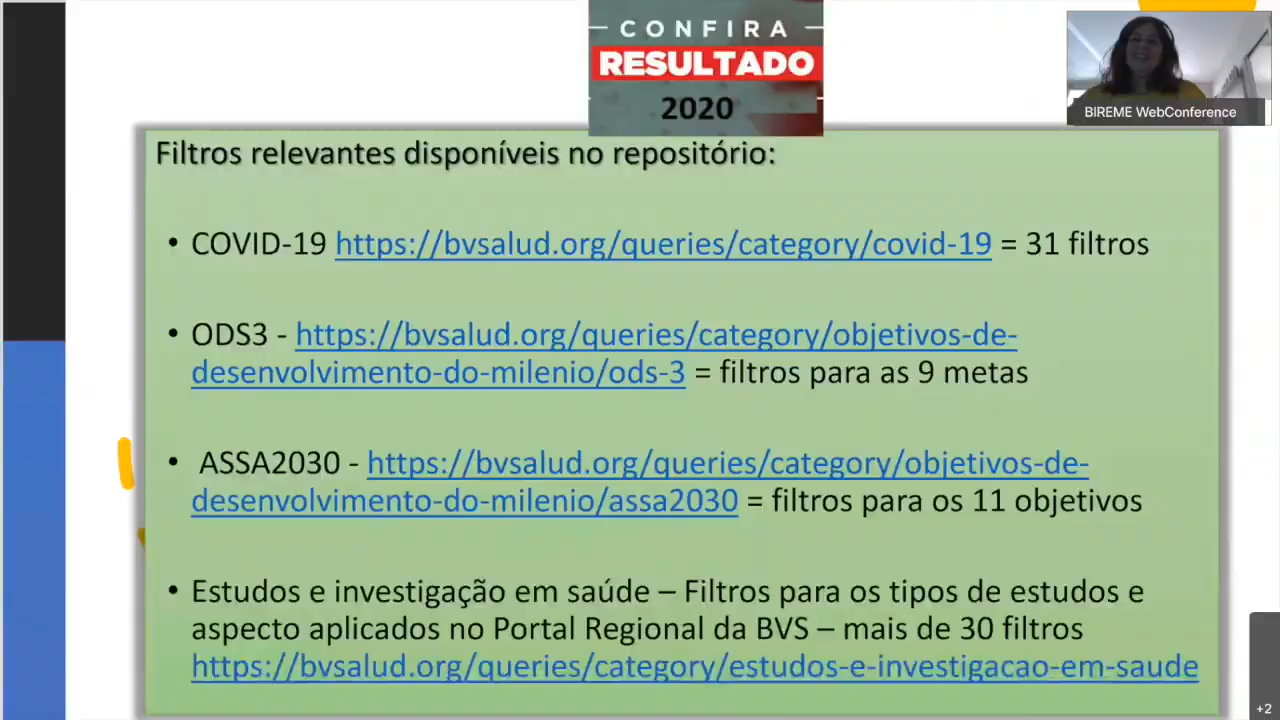 CONFIRA
RESULTADO
2020
BIREME WebConference
Filtros relevantes disponíveis no repositório:
• COVID-19 https://bvsalud.org/queries/category/covid-19 = 31 filtros
• ODS3 - https://bvsalud.org/queries/category/objetivos-de-
desenvolvimento-do-milenio/ods-3 = filtros para as 9 metas
• ASSA2030 - https://bvsalud.org/queries/category/objetivos-de-
desenvolvimento-do-milenio/assa2030 = filtros para os 11 objetivos
• Estudos e investigação em saúde – Filtros para os tipos de estudos e
aspecto aplicados no Portal Regional da BVS – mais de 30 filtros
https://bvsalud.org/queries/category/estudos-e-investigacao-em-saude
+2